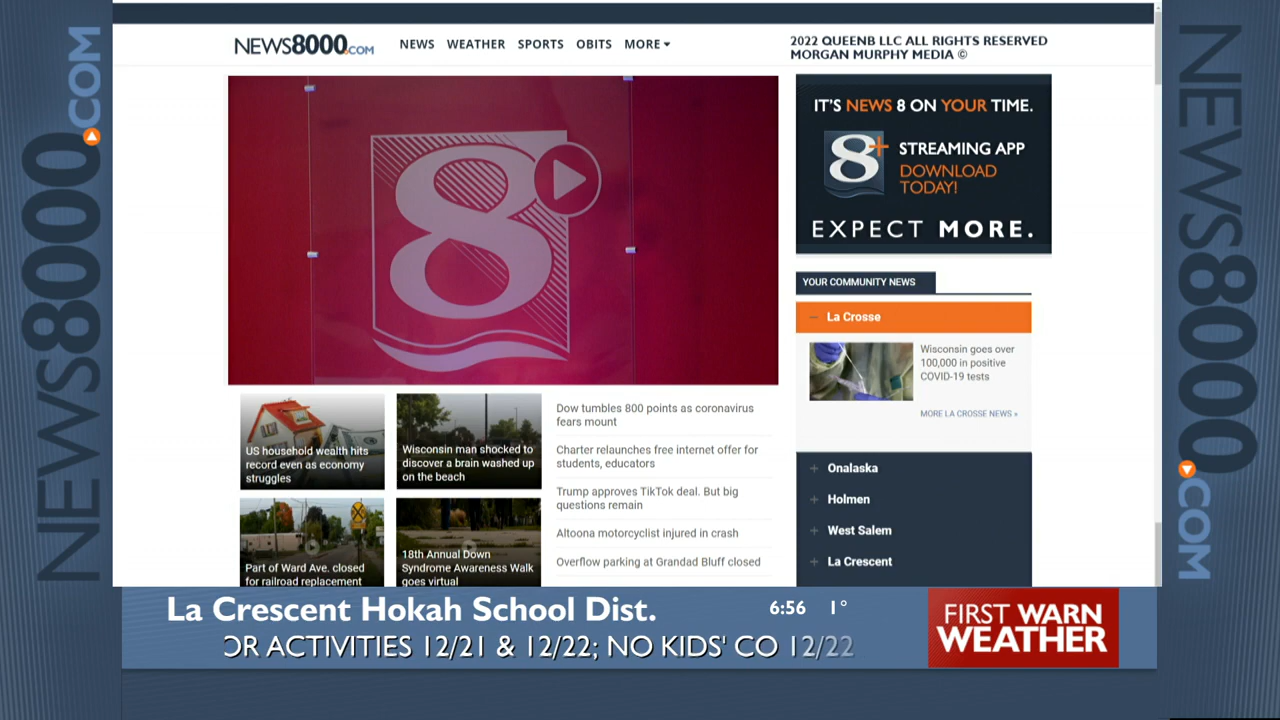 NEWS8000.COM
NEWS WEATHER SPORTS OBITS MORE
2022 QUEENB LLC ALL RIGHTS RESERVED
MORGAN MURPHY MEDIA ©
8
IT'S NEWS 8 ON YOUR TIME.
8+
STREAMING APP
DOWNLOAD
TODAY!
EXPECT MORE.
YOUR COMMUNITY NEWS
La Crosse
Wisconsin goes over
100,000 in positive
COVID-19 tests
MORE LA CROSSE NEWS »
Onalaska
Holmen
West Salem
La Crescent
US household wealth hits
record even as economy
struggles
Wisconsin man shocked to
discover a brain washed up
on the beach
Part of Ward Ave. closed
for railroad replacement
18th Annual Down
Syndrome Awareness Walk
goes virtual
Dow tumbles 800 points as coronavirus
fears mount
Charter relaunches free internet offer for
students, educators
Trump approves TikTok deal. But big
questions remain
Altoona motorcyclist injured in crash
Overflow parking at Grandad Bluff closed
NEWS8000.COM
NEWS8000.COM
La Crescent Hokah School Dist.
6:56 1°
OR ACTIVITIES 12/21 & 12/22; NO KIDS' CO 12/22
FIRST WARN
WEATHER